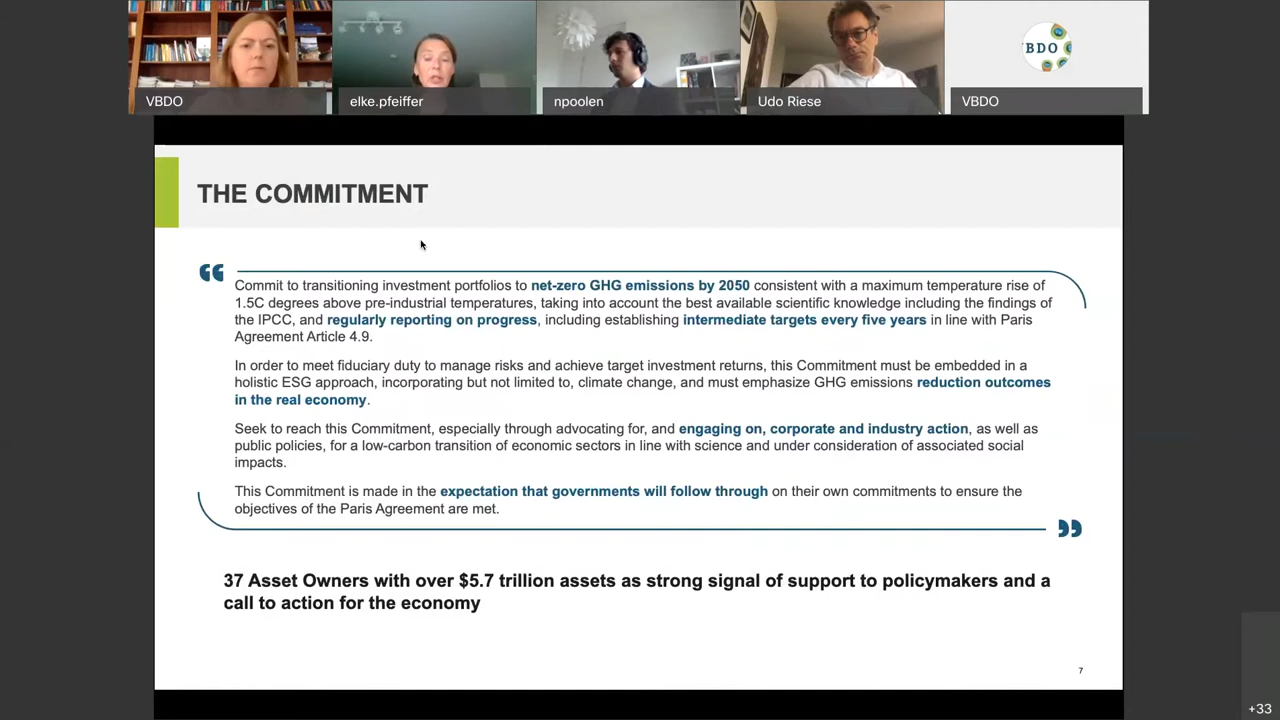 VBDO
elke.pfeiffer
npoolen
Udo Riese
BDO
VBDO
THE COMMITMENT
“
Commit to transitioning investment portfolios to net-zero GHG emissions by 2050 consistent with a maximum temperature rise of
1.5C degrees above pre-industrial temperatures, taking into account the best available scientific knowledge including the findings of
the IPCC, and regularly reporting on progress, including establishing intermediate targets every five years in line with Paris
Agreement Article 4.9.
In order to meet fiduciary duty to manage risks and achieve target investment returns, this Commitment must be embedded in a
holistic ESG approach, incorporating but not limited to, climate change, and must emphasize GHG emissions reduction outcomes
in the real economy.
Seek to reach this Commitment, especially through advocating for, and engaging on, corporate and industry action, as well as
public policies, for a low-carbon transition of economic sectors in line with science and under consideration of associated social
impacts.
This Commitment is made in the expectation that governments will follow through on their own commitments to ensure the
objectives of the Paris Agreement are met.
”
37 Asset Owners with over $5.7 trillion assets as strong signal of support to policymakers and a
call to action for the economy
7
+33